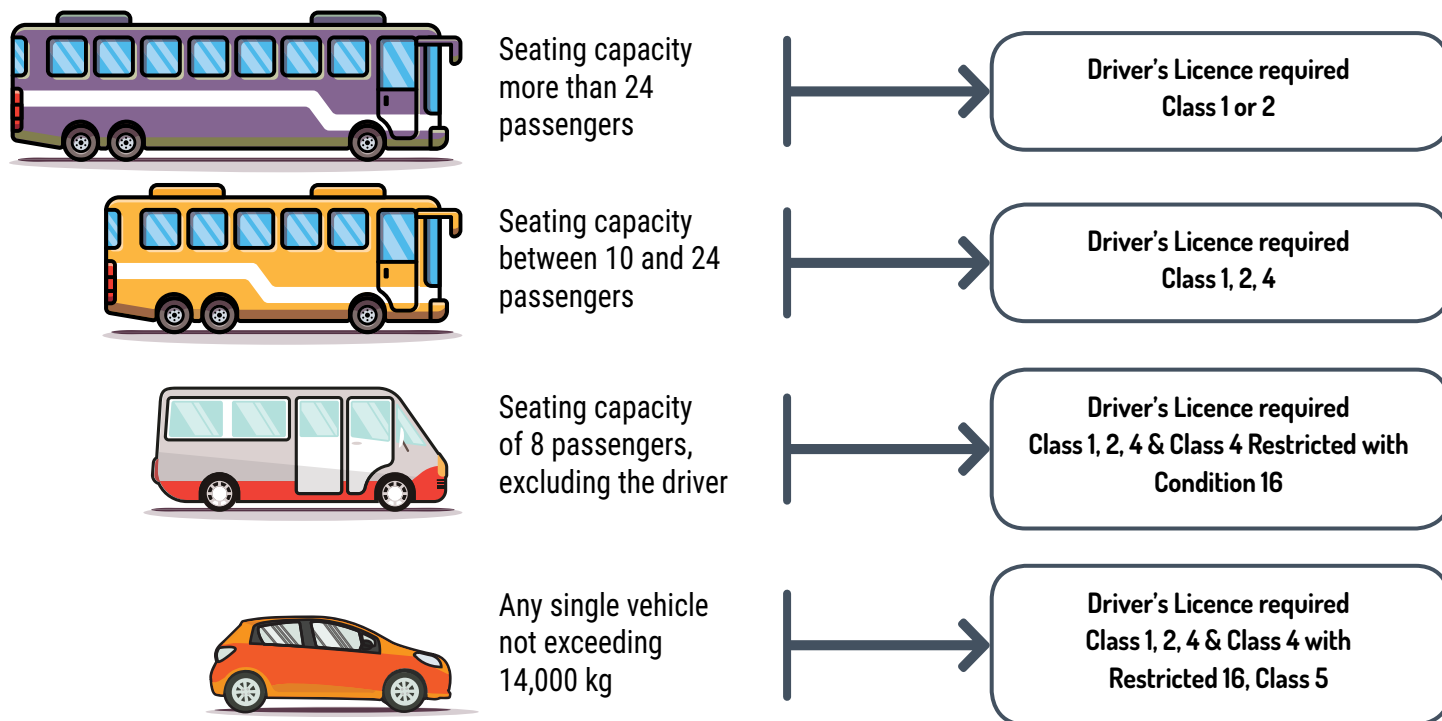 Seating capacity
more than 24
passengers
Driver's Licence required
Class 1 or 2
Seating capacity
between 10 and 24
passengers
Driver's Licence required
Class 1, 2, 4
Seating capacity
of 8 passengers,
excluding the driver
Driver's Licence required
Class 1, 2, 4 & Class 4 Restricted with
Condition 16
Any single vehicle
not exceeding
14,000 kg
Driver's Licence required
Class 1, 2, 4 & Class 4 with
Restricted 16, Class 5